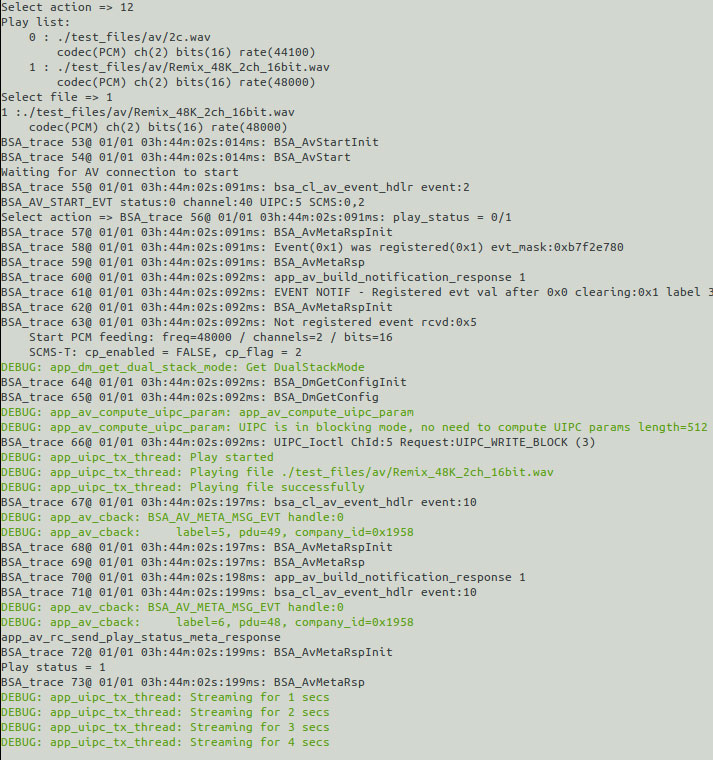 Select action => 12
Play list:
    0 : ./test_files/av/2c.wav
        codec(PCM) ch(2) bits(16) rate(44100)
    1 : ./test_files/av/Remix_48K_2ch_16bit.wav
        codec(PCM) ch(2) bits(16) rate(48000)
Select file => 1
1 :./test_files/av/Remix_48K_2ch_16bit.wav
    codec(PCM) ch(2) bits(16) rate(48000)
BSA_trace 53@ 01/01 03h:44m:02s:014ms: BSA_AvStartInit
BSA_trace 54@ 01/01 03h:44m:02s:014ms: BSA_AvStart
Waiting for AV connection to start
BSA_trace 55@ 01/01 03h:44m:02s:091ms: bsa_cl_av_event_hdlr event:2
BSA_AV_START_EVT status:0 channel:40 UIPC:5 SCMS:0,2
Select action => BSA_trace 56@ 01/01 03h:44m:02s:091ms: play_status = 0/1
BSA_trace 57@ 01/01 03h:44m:02s:091ms: BSA_AvMetaRspInit
BSA_trace 58@ 01/01 03h:44m:02s:091ms: Event(0x1) was registered(0x1) evt_mask:0xb7f2e780
BSA_trace 59@ 01/01 03h:44m:02s:091ms: BSA_AvMetaRsp
BSA_trace 60@ 01/01 03h:44m:02s:092ms: app_av_build_notification_response 1
BSA_trace 61@ 01/01 03h:44m:02s:092ms: EVENT NOTIF - Registered evt val after 0x0 clearing:0x1 label 3
BSA_trace 62@ 01/01 03h:44m:02s:092ms: BSA_AvMetaRspInit
BSA_trace 63@ 01/01 03h:44m:02s:092ms: Not registered event rcvd:0x5
    Start PCM feeding: freq=48000 / channels=2 / bits=16
    SCMS-T: cp_enabled = FALSE, cp_flag = 2
DEBUG: app_dm_get_dual_stack_mode: Get DualStackMode
BSA_trace 64@ 01/01 03h:44m:02s:092ms: BSA_DmGetConfigInit
BSA_trace 65@ 01/01 03h:44m:02s:092ms: BSA_DmGetConfig
DEBUG: app_av_compute_uipc_param: app_av_compute_uipc_param
DEBUG: app_av_compute_uipc_param: UIPC is in blocking mode, no need to compute UIPC params length=512
BSA_trace 66@ 01/01 03h:44m:02s:092ms: UIPC_Ioctl ChId:5 Request:UIPC_WRITE_BLOCK (3)
DEBUG: app_uipc_tx_thread: Play started
DEBUG: app_uipc_tx_thread: Playing file ./test_files/av/Remix_48K_2ch_16bit.wav
DEBUG: app_uipc_tx_thread: Playing file successfully
BSA_trace 67@ 01/01 03h:44m:02s:197ms: bsa_cl_av_event_hdlr event:10
DEBUG: app_av_cback: BSA_AV_META_MSG_EVT handle:0
DEBUG: app_av_cback:     label=5, pdu=49, company_id=0x1958
BSA_trace 68@ 01/01 03h:44m:02s:197ms: BSA_AvMetaRspInit
BSA_trace 69@ 01/01 03h:44m:02s:197ms: BSA_AvMetaRsp
BSA_trace 70@ 01/01 03h:44m:02s:198ms: app_av_build_notification_response 1
BSA_trace 71@ 01/01 03h:44m:02s:199ms: bsa_cl_av_event_hdlr event:10
DEBUG: app_av_cback: BSA_AV_META_MSG_EVT handle:0
DEBUG: app_av_cback:     label=6, pdu=48, company_id=0x1958
app_av_rc_send_play_status_meta_response
BSA_trace 72@ 01/01 03h:44m:02s:199ms: BSA_AvMetaRspInit
Play status = 1
BSA_trace 73@ 01/01 03h:44m:02s:199ms: BSA_AvMetaRsp
DEBUG: app_uipc_tx_thread: Streaming for 1 secs
DEBUG: app_uipc_tx_thread: Streaming for 2 secs
DEBUG: app_uipc_tx_thread: Streaming for 3 secs
DEBUG: app_uipc_tx_thread: Streaming for 4 secs